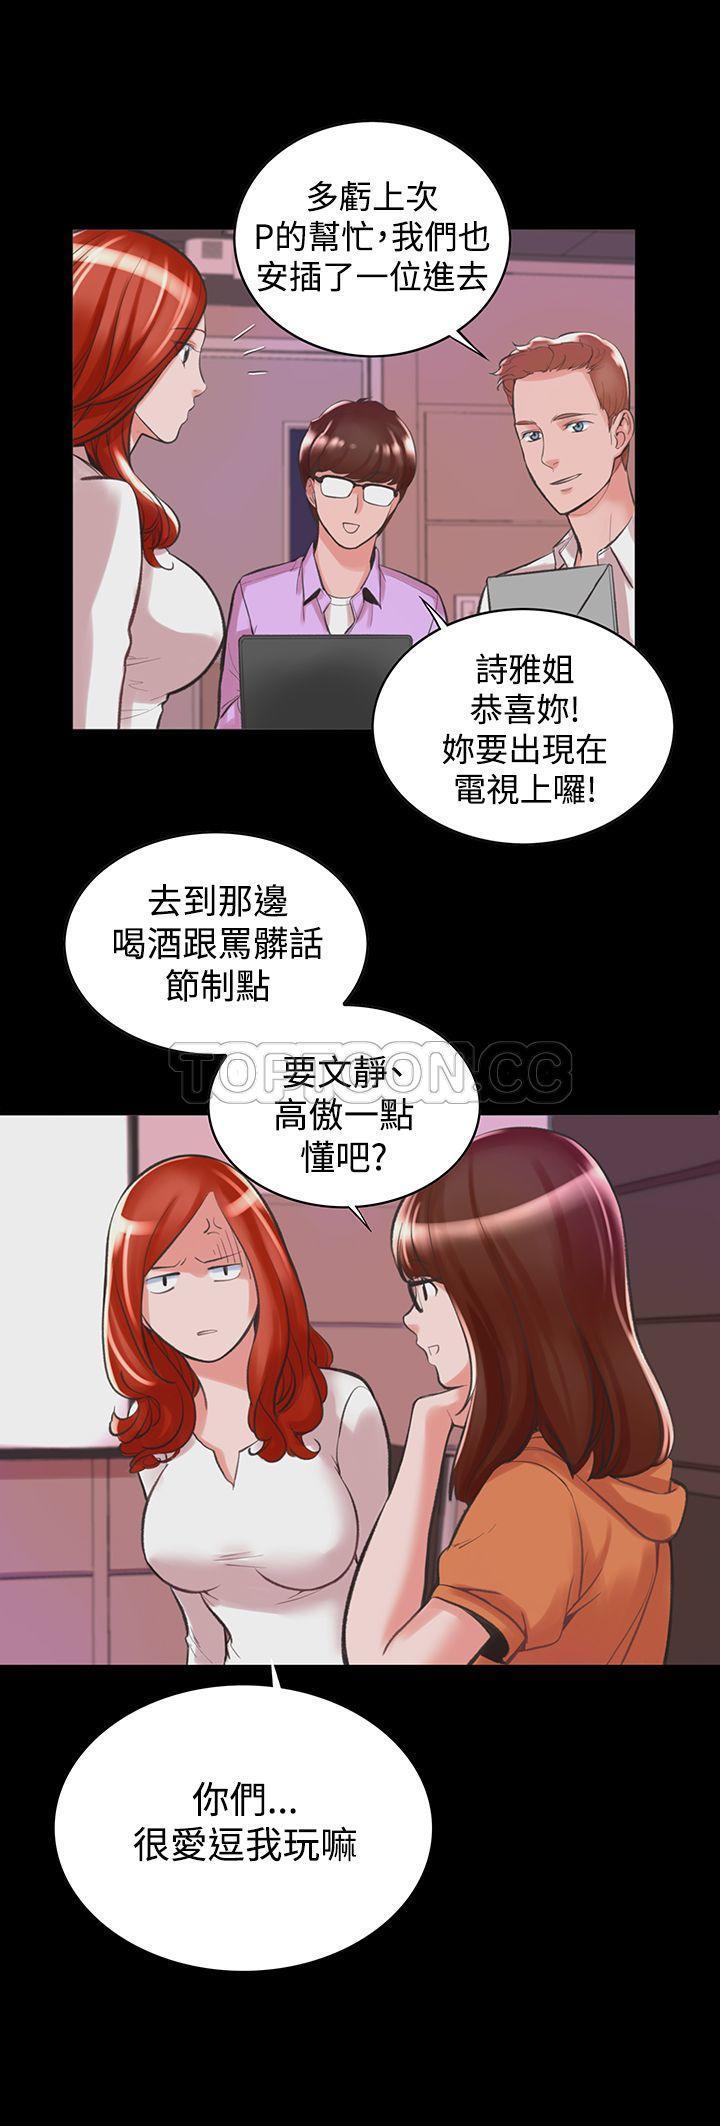 多虧上次
P的幫忙,我們也
安插了一位進去
詩雅姐
恭喜妳!
妳要出現在
電視上囉!
去到那邊
喝酒跟罵髒話
節制點
TOPTOON.CC
要文靜、
高傲一點
懂吧?
你們...
很愛逗我玩嘛